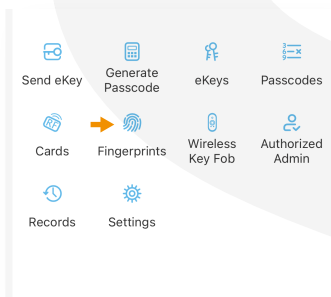 Send eKey
Generate
Passcode
eKeys
Passcodes
Cards
Fingerprints
Wireless
Key Fob
Authorized
Admin
Records
Settings